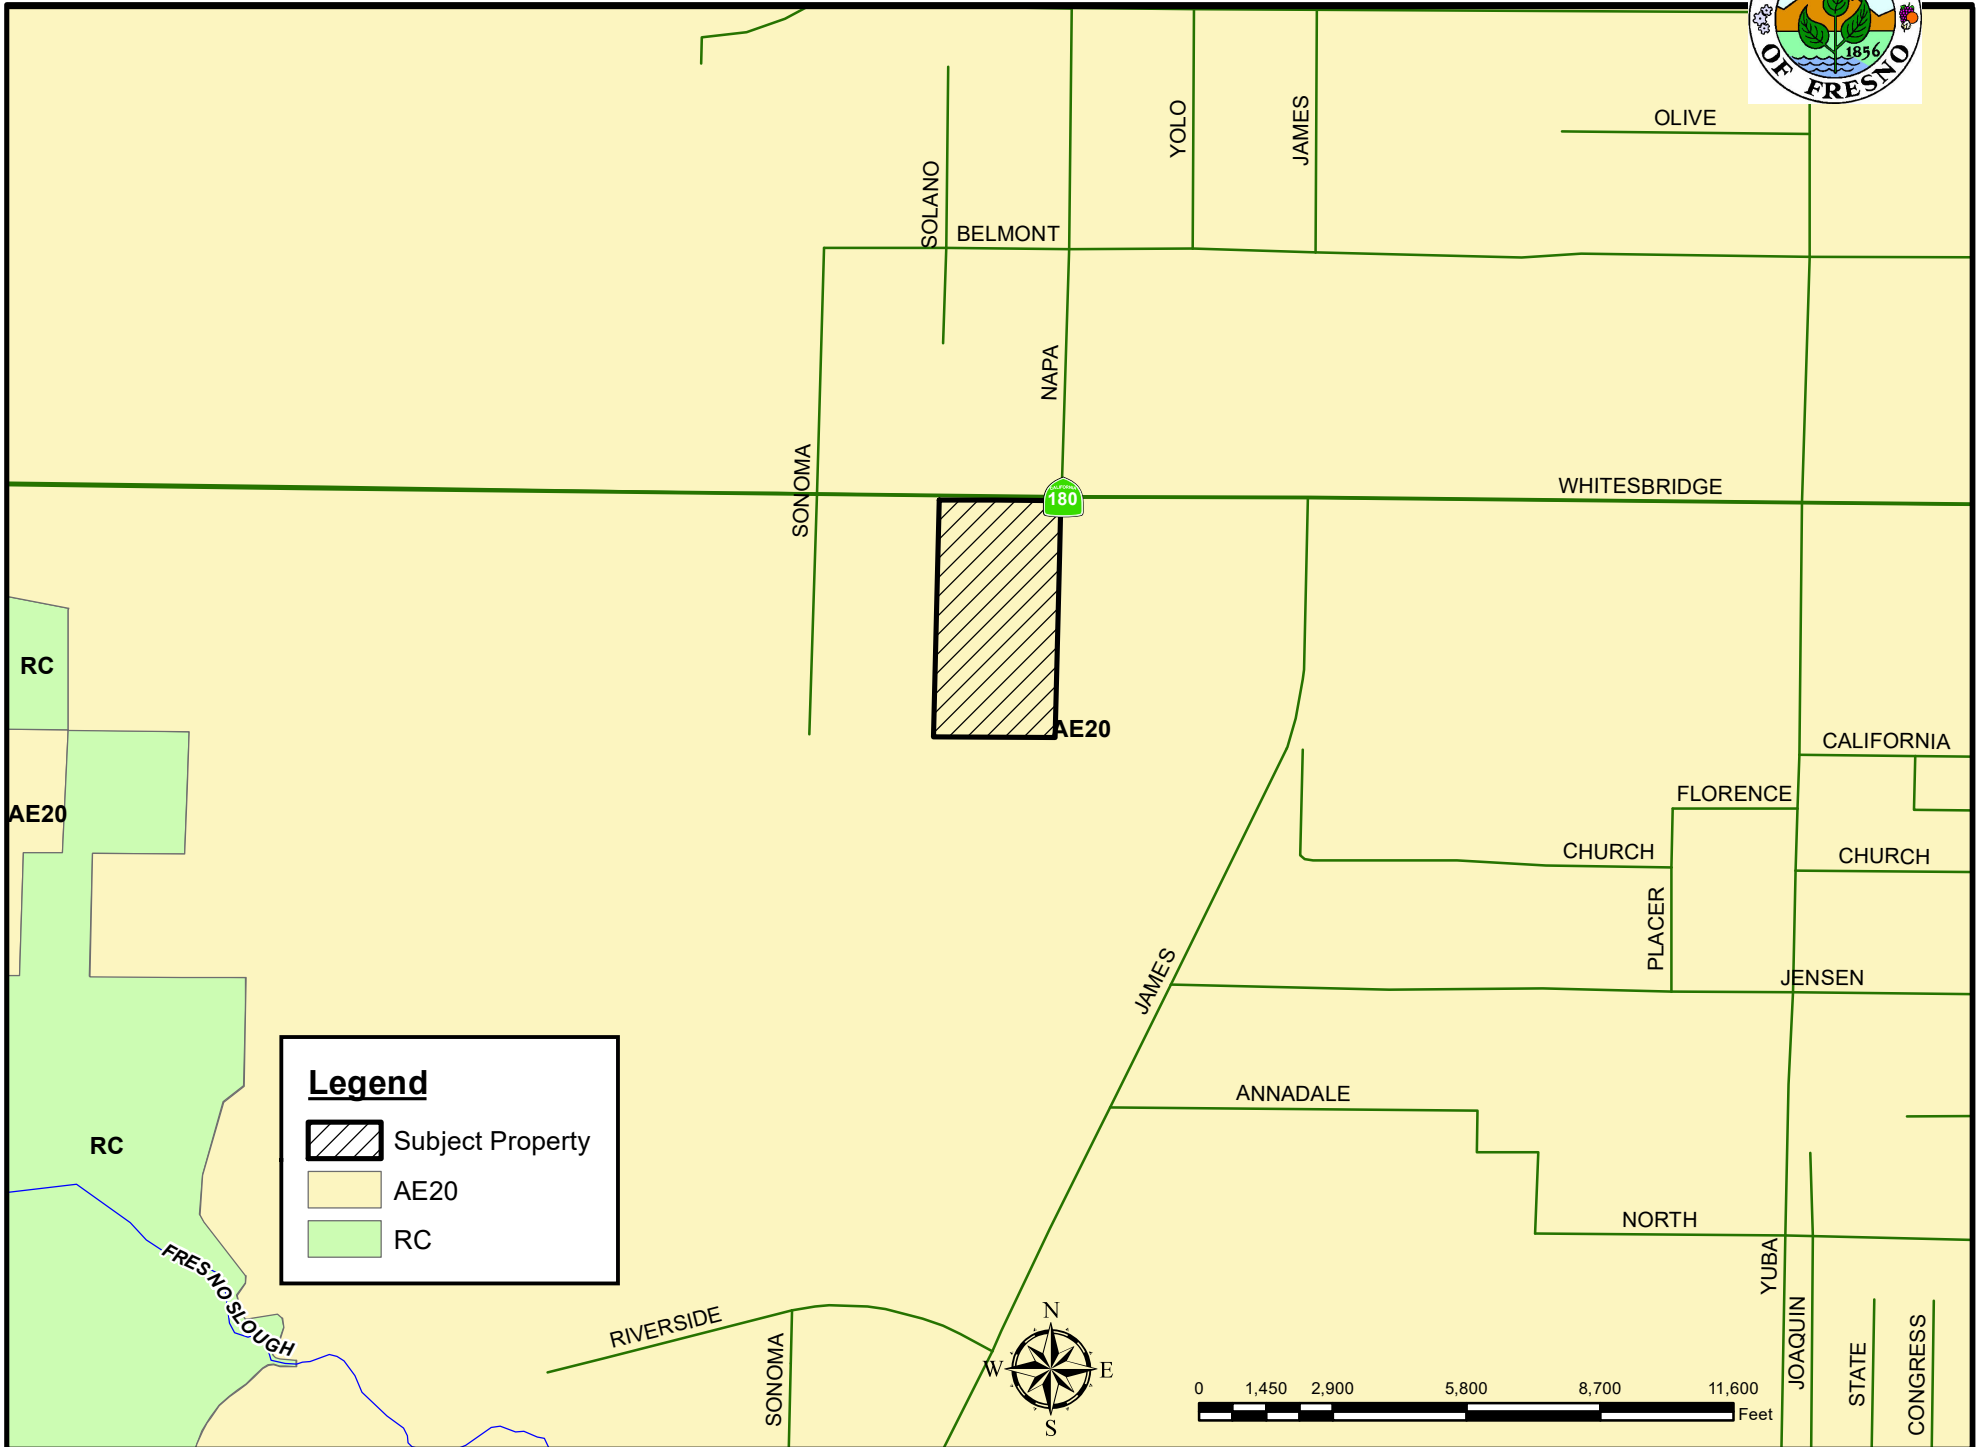 1856
OF FRESNO
OLIVE
YOLO
JAMES
SOLANO
BELMONT
NAPA
SONOMA
CALIFORNIA
180
WHITESBRIDGE
RC
AE20
CALIFORNIA
FLORENCE
AE20
CHURCH
CHURCH
PLACER
JAMES
JENSEN
ANNADALE
RC
Legend
Subject Property
AE20
RC
NORTH
YUBA
FRESNO SLOUGH
RIVERSIDE
SONOMA
JOAQUIN
STATE
CONGRESS
N
W E
S
0 1,450 2,900 5,800 8,700 11,600
Feet